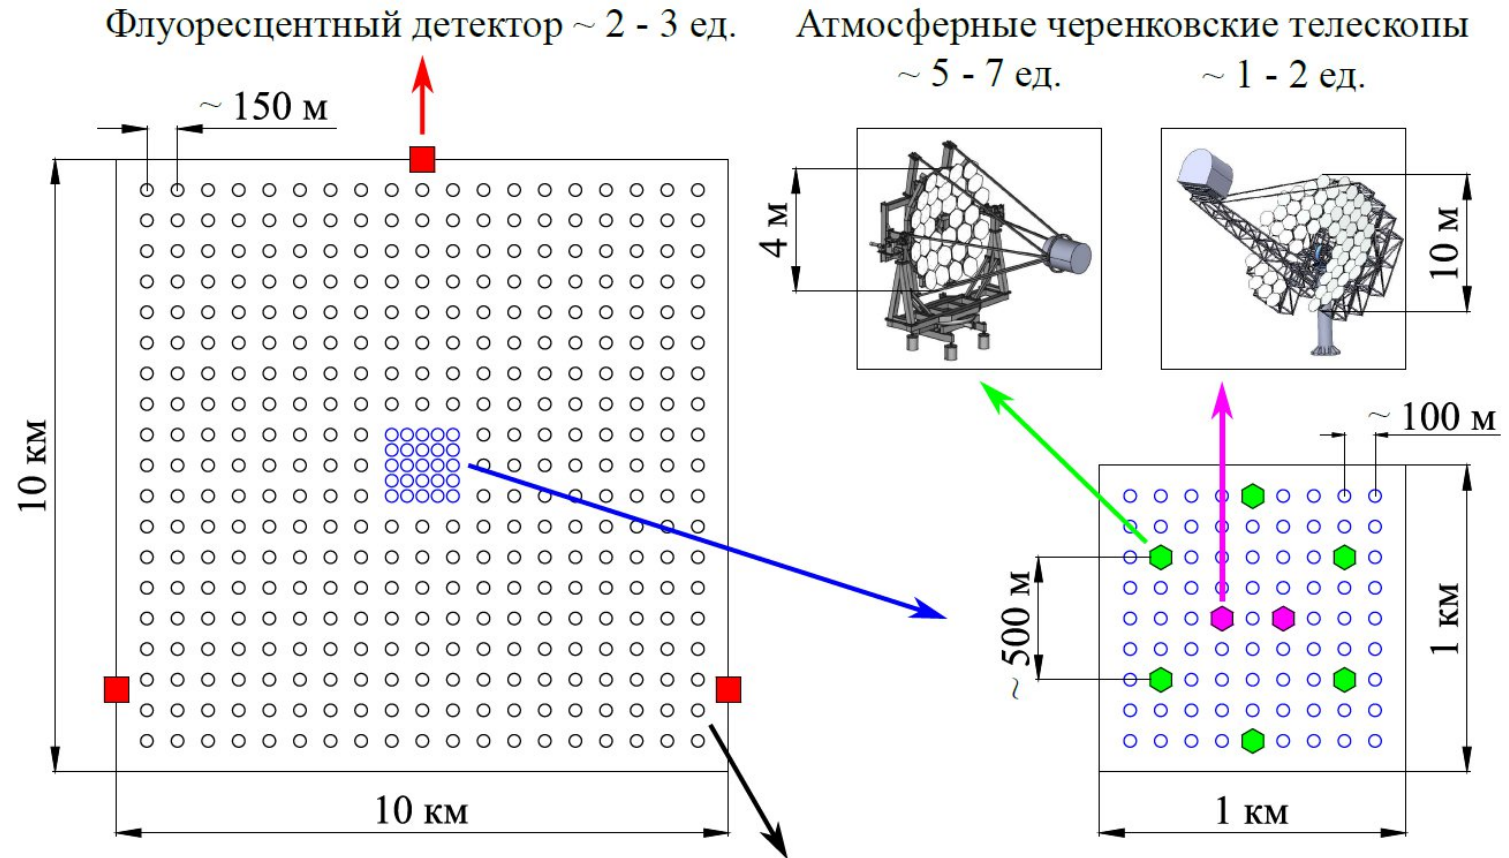 Флуоресцентный детектор ~ 2 - 3 ед.
Атмосферные черенковские телескопы
~ 5 - 7 ед.
~ 1 - 2 ед.
~ 150 м
4 м
10 м
~ 100 м
10 км
~ 500 м
1 км
10 км
1 км